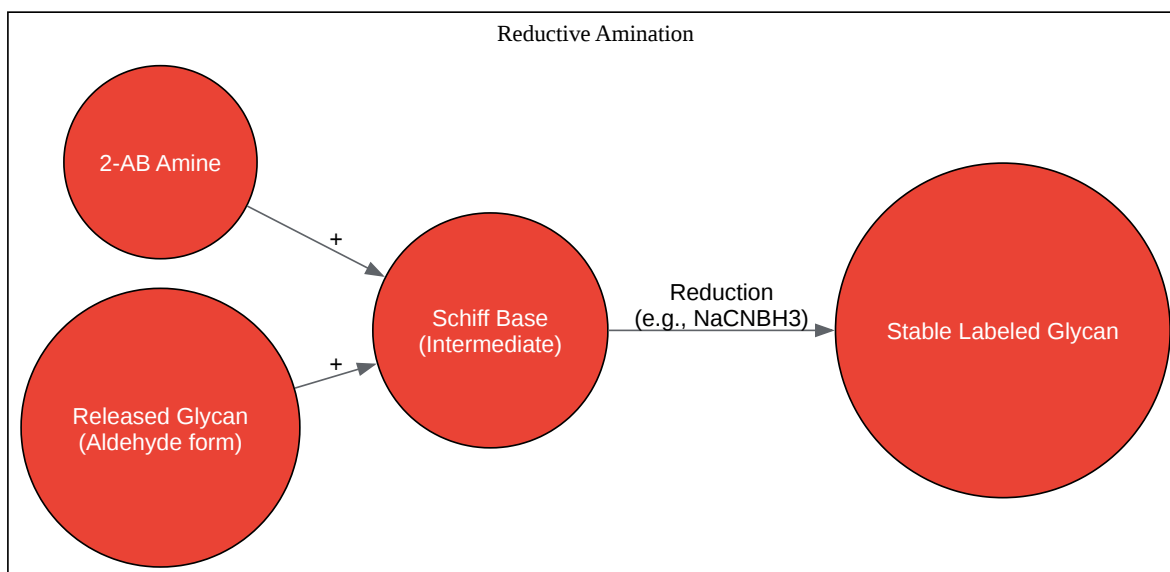 Reductive Amination
2-AB Amine
+
Released Glycan
(Aldehyde form)
+
Schiff Base
(Intermediate)
Reduction
(e.g., NaCNBH3)
Stable Labeled Glycan